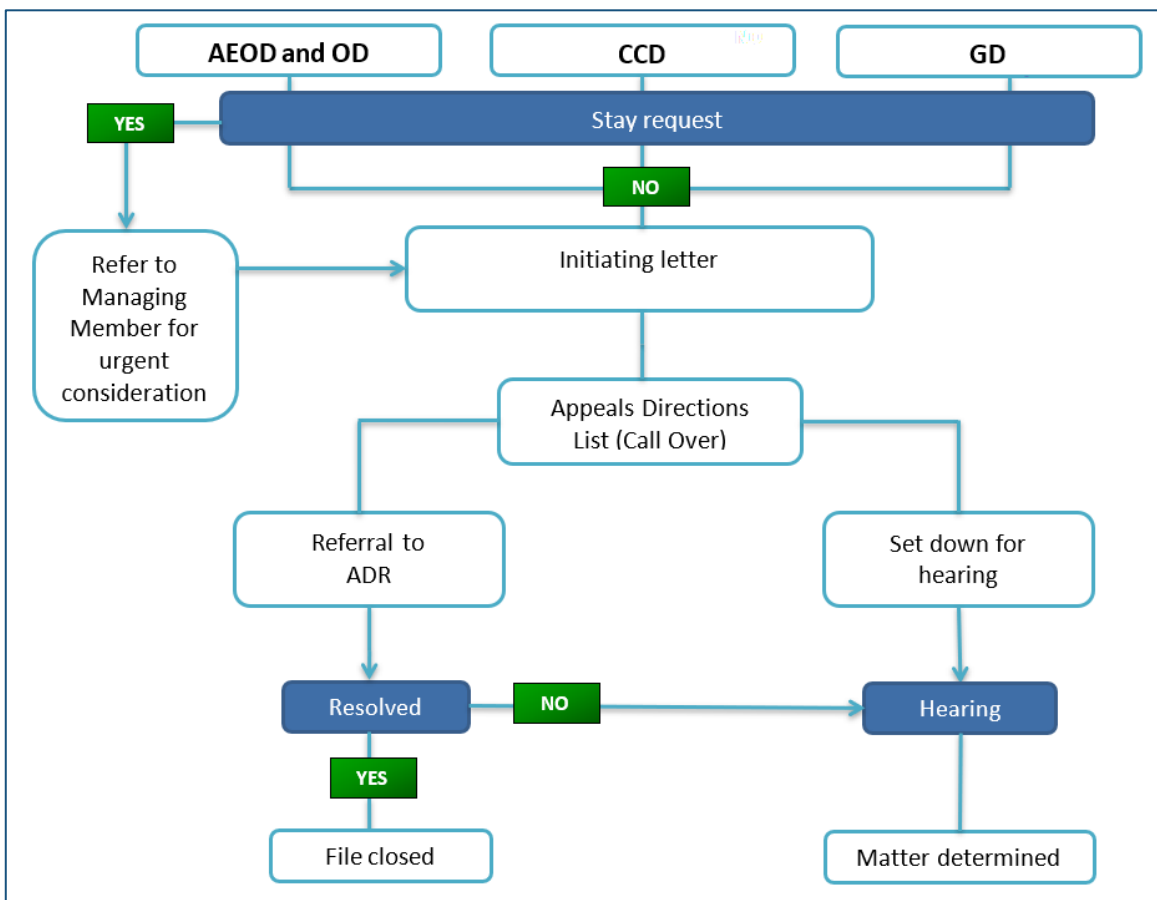 AEOD and OD
CCD
GD
YES
Stay request
NO
Refer to
Managing
Member for
urgent
consideration
Initiating letter
Appeals Directions
List (Call Over)
Referral to
ADR
Set down for
hearing
Resolved
NO
Hearing
YES
File closed
Matter determined